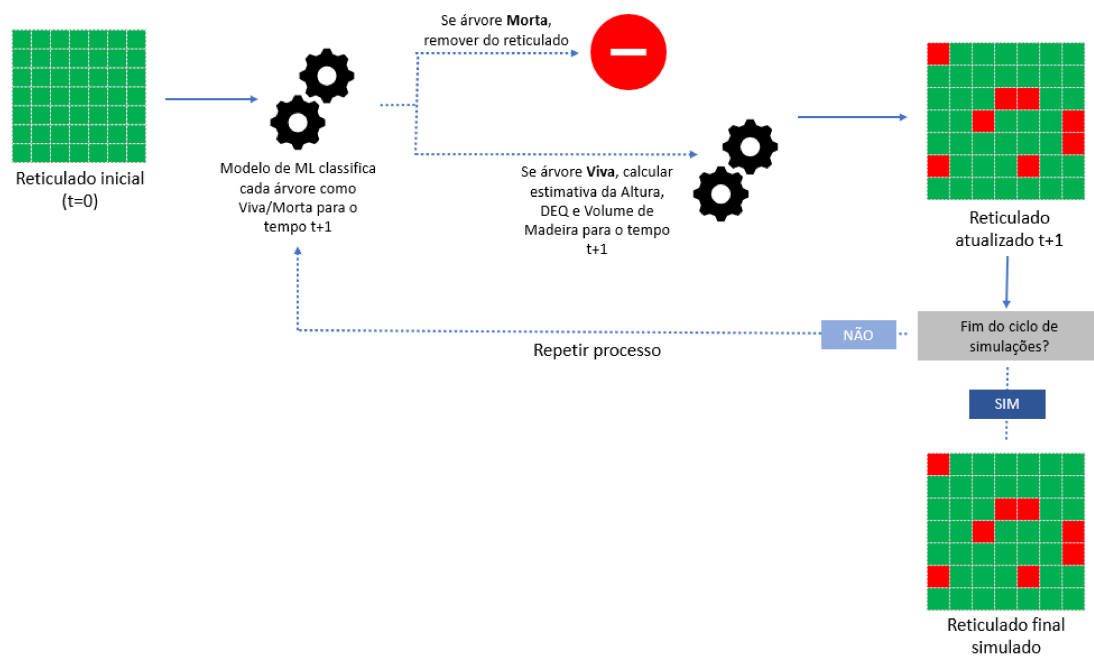 Se árvore Morta,
remover do reticulado
Reticulado inicial
(t=0)
Modelo de ML classifica
cada árvore como
Viva/Morta para o
tempo t+1
Se árvore Viva, calcular
estimativa da Altura,
DEQ e Volume de
Madeira para o tempo
t+1
Reticulado
atualizado t+1
Fim do ciclo de
simulações?
NÃO
Repetir processo
SIM
Reticulado final
simulado